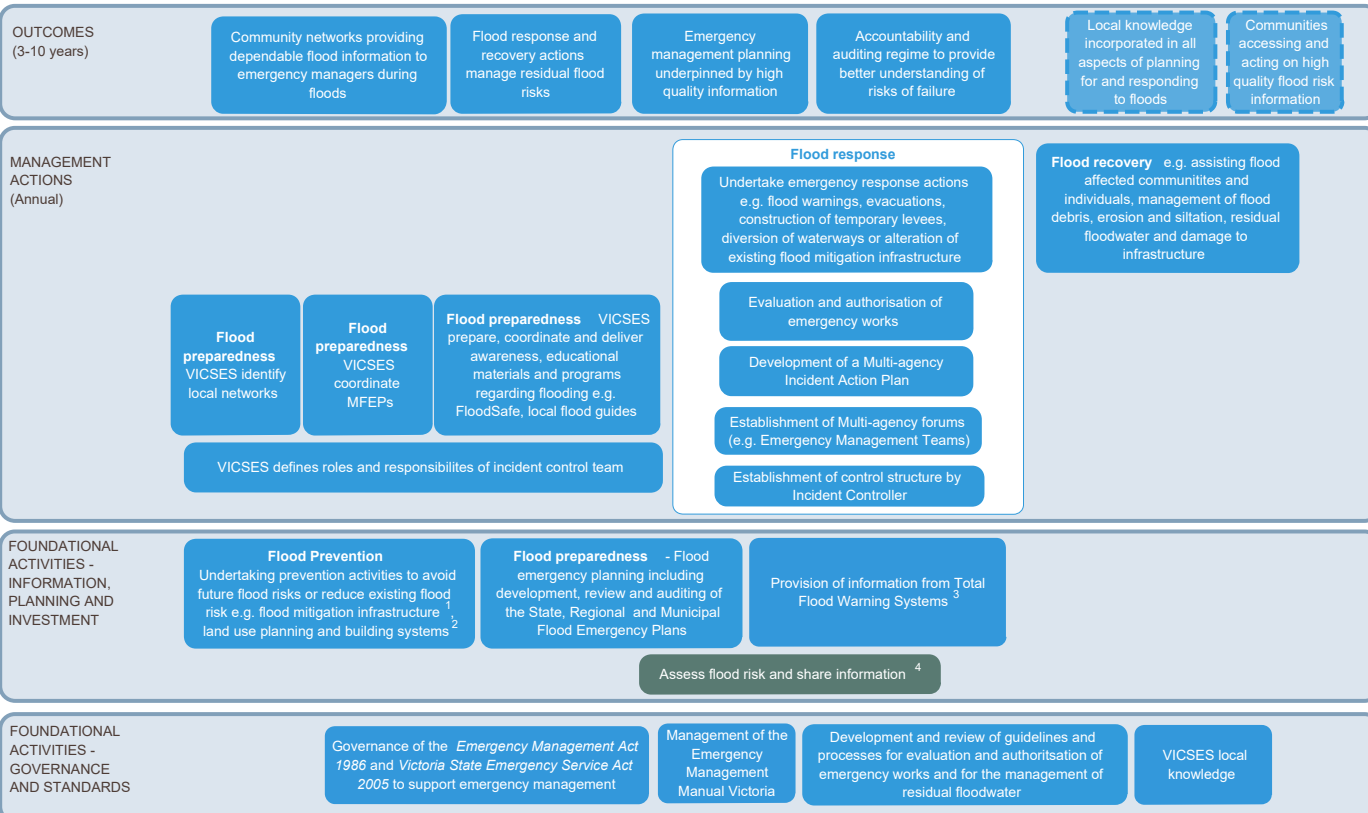 OUTCOMES
(3-10 years)
Community networks providing
dependable flood information to
emergency managers during
floods
Flood response and
recovery actions
manage residual flood
risks
Emergency
management planning
underpinned by high
quality information
Accountability and
auditing regime to provide
better understanding of
risks of failure
Local knowledge
incorporated in all
aspects of planning
for and responding
to floods
Communities
accessing and
acting on high
quality flood risk
information
MANAGEMENT
ACTIONS
(Annual)
Flood response
Undertake emergency response actions
e.g. flood warnings, evacuations,
construction of temporary levees,
diversion of waterways or alteration of
existing flood mitigation infrastructure
Evaluation and authorisation of
emergency works
Development of a Multi-agency
Incident Action Plan
Establishment of Multi-agency forums
(e.g. Emergency Management Teams)
Establishment of control structure by
Incident Controller
Flood recovery e.g. assisting flood
affected communitites and
individuals, management of flood
debris, erosion and siltation, residual
floodwater and damage to
infrastructure
Flood
preparedness
VICSES identify
local networks
Flood
preparedness
VICSES
coordinate
MFEPs
Flood preparedness VICSES
prepare, coordinate and deliver
awareness, educational
materials and programs
regarding flooding e.g.
FloodSafe, local flood guides
VICSES defines roles and responsibilites of incident control team
FOUNDATIONAL
ACTIVITIES -
INFORMATION,
PLANNING AND
INVESTMENT
Flood Prevention
Undertaking prevention activities to avoid
future flood risks or reduce existing flood
risk e.g. flood mitigation infrastructure 1,
land use planning and building systems 2
Flood preparedness - Flood
emergency planning including
development, review and auditing of
the State, Regional and Municipal
Flood Emergency Plans
Provision of information from Total
Flood Warning Systems 3
Assess flood risk and share information 4
FOUNDATIONAL
ACTIVITIES -
GOVERNANCE
AND STANDARDS
Governance of the Emergency Management Act
1986 and Victoria State Emergency Service Act
2005 to support emergency management
Management of the
Emergency
Management
Manual Victoria
Development and review of guidelines and
processes for evaluation and authoritsation of
emergency works and for the management of
residual floodwater
VICSES local
knowledge